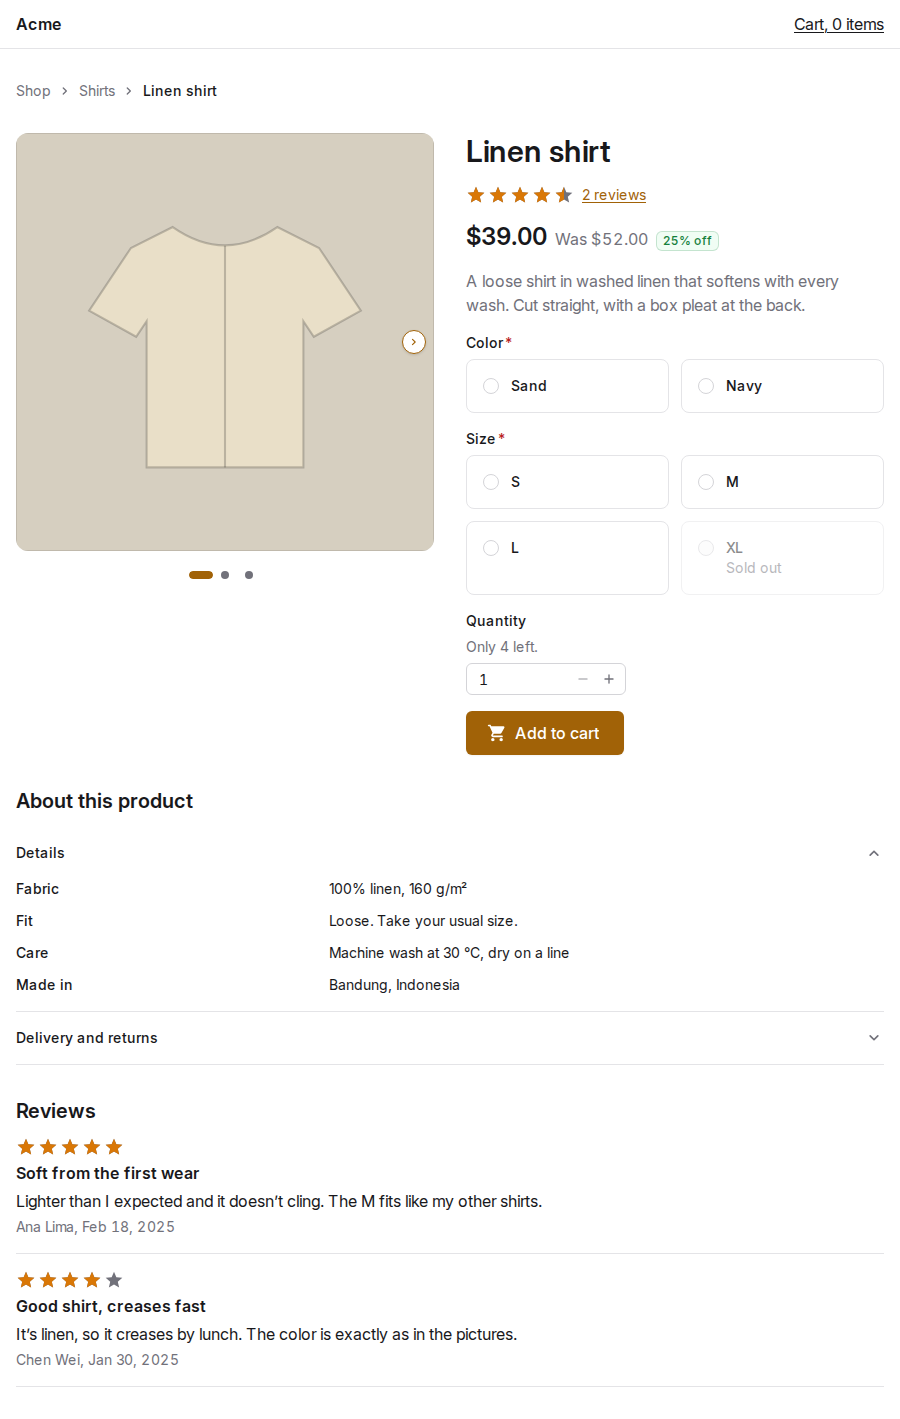 Acme
Cart, 0 items
Shop
Shirts
Linen shirt
Linen shirt
2 reviews
$39.00 Was $52.00 25% off
A loose shirt in washed linen that softens with every
wash. Cut straight, with a box pleat at the back.
Color*
Sand
Navy
Size*
S
M
L
XL
Sold out
Quantity
Only 4 left.
1
Add to cart
About this product
Details
Fabric 100% linen, 160 g/m²
Fit Loose. Take your usual size.
Care Machine wash at 30 °C, dry on a line
Made in Bandung, Indonesia
Delivery and returns
Reviews
Soft from the first wear
Lighter than I expected and it doesn’t cling. The M fits like my other shirts.
Ana Lima, Feb 18, 2025
Good shirt, creases fast
It’s linen, so it creases by lunch. The color is exactly as in the pictures.
Chen Wei, Jan 30, 2025